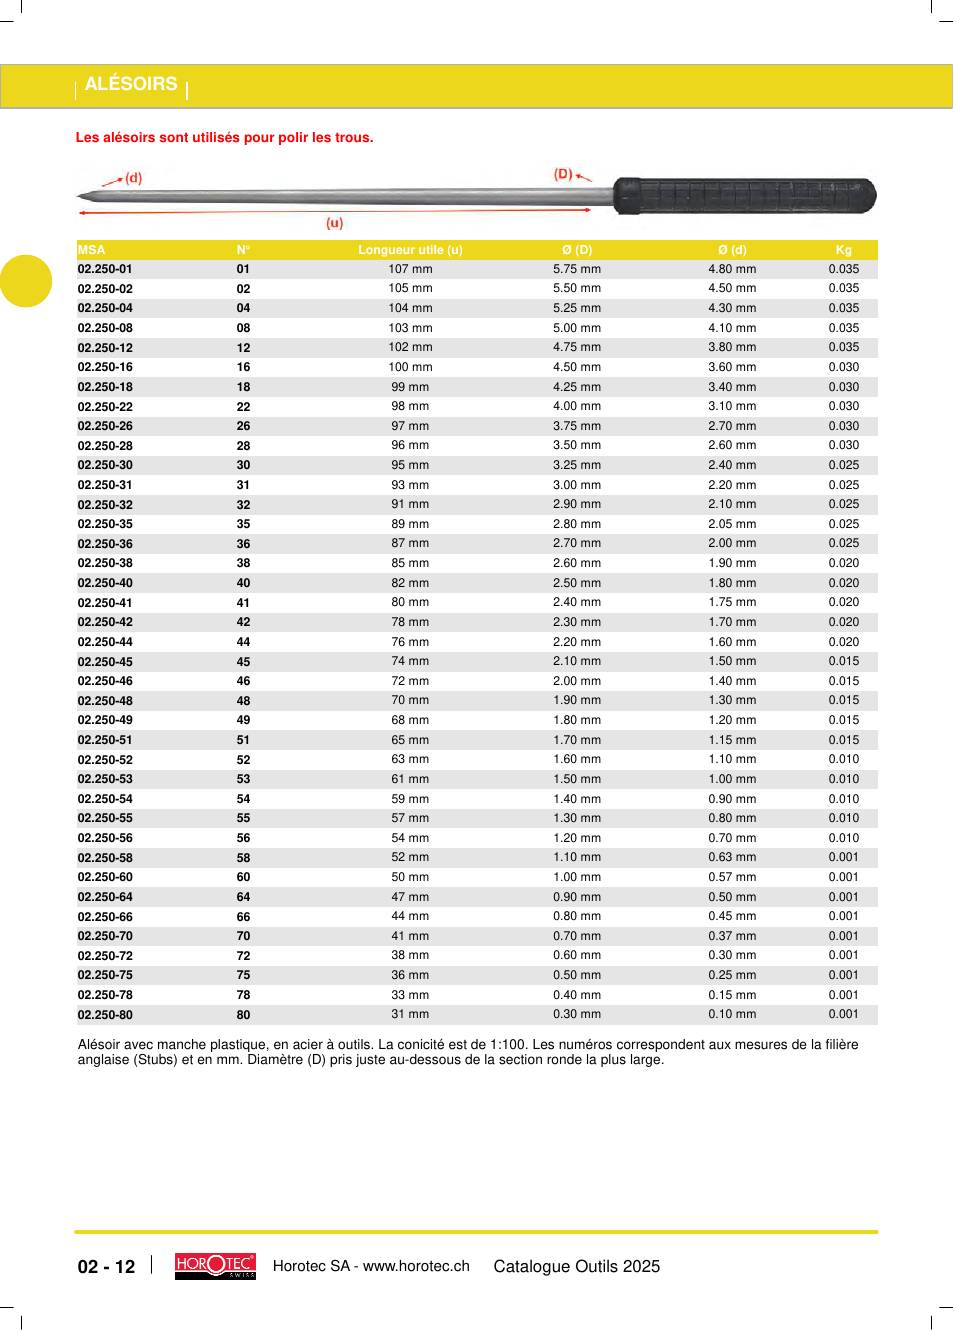 ALÉSOIRS
Les alésoirs sont utilisés pour polir les trous.
(d)
(D)
(u)
MSA N° Longueur utile (u) Ø (D) Ø (d) Kg
02.250-01 01 107 mm 5.75 mm 4.80 mm 0.035
02.250-02 02 105 mm 5.50 mm 4.50 mm 0.035
02.250-04 04 104 mm 5.25 mm 4.30 mm 0.035
02.250-08 08 103 mm 5.00 mm 4.10 mm 0.035
02.250-12 12 102 mm 4.75 mm 3.80 mm 0.035
02.250-16 16 100 mm 4.50 mm 3.60 mm 0.030
02.250-18 18 99 mm 4.25 mm 3.40 mm 0.030
02.250-22 22 98 mm 4.00 mm 3.10 mm 0.030
02.250-26 26 97 mm 3.75 mm 2.70 mm 0.030
02.250-28 28 96 mm 3.50 mm 2.60 mm 0.030
02.250-30 30 95 mm 3.25 mm 2.40 mm 0.025
02.250-31 31 93 mm 3.00 mm 2.20 mm 0.025
02.250-32 32 91 mm 2.90 mm 2.10 mm 0.025
02.250-35 35 89 mm 2.80 mm 2.05 mm 0.025
02.250-36 36 87 mm 2.70 mm 2.00 mm 0.025
02.250-38 38 85 mm 2.60 mm 1.90 mm 0.020
02.250-40 40 82 mm 2.50 mm 1.80 mm 0.020
02.250-41 41 80 mm 2.40 mm 1.75 mm 0.020
02.250-42 42 78 mm 2.30 mm 1.70 mm 0.020
02.250-44 44 76 mm 2.20 mm 1.60 mm 0.020
02.250-45 45 74 mm 2.10 mm 1.50 mm 0.015
02.250-46 46 72 mm 2.00 mm 1.40 mm 0.015
02.250-48 48 70 mm 1.90 mm 1.30 mm 0.015
02.250-49 49 68 mm 1.80 mm 1.20 mm 0.015
02.250-51 51 65 mm 1.70 mm 1.15 mm 0.015
02.250-52 52 63 mm 1.60 mm 1.10 mm 0.010
02.250-53 53 61 mm 1.50 mm 1.00 mm 0.010
02.250-54 54 59 mm 1.40 mm 0.90 mm 0.010
02.250-55 55 57 mm 1.30 mm 0.80 mm 0.010
02.250-56 56 54 mm 1.20 mm 0.70 mm 0.010
02.250-58 58 52 mm 1.10 mm 0.63 mm 0.001
02.250-60 60 50 mm 1.00 mm 0.57 mm 0.001
02.250-64 64 47 mm 0.90 mm 0.50 mm 0.001
02.250-66 66 44 mm 0.80 mm 0.45 mm 0.001
02.250-70 70 41 mm 0.70 mm 0.37 mm 0.001
02.250-72 72 38 mm 0.60 mm 0.30 mm 0.001
02.250-75 75 36 mm 0.50 mm 0.25 mm 0.001
02.250-78 78 33 mm 0.40 mm 0.15 mm 0.001
02.250-80 80 31 mm 0.30 mm 0.10 mm 0.001
Alésoir avec manche plastique, en acier à outils. La conicité est de 1:100. Les numéros correspondent aux mesures de la filière
anglaise (Stubs) et en mm. Diamètre (D) pris juste au-dessous de la section ronde la plus large.
02 - 12 HOROTEC® SWISS Horotec SA - www.horotec.ch Catalogue Outils 2025